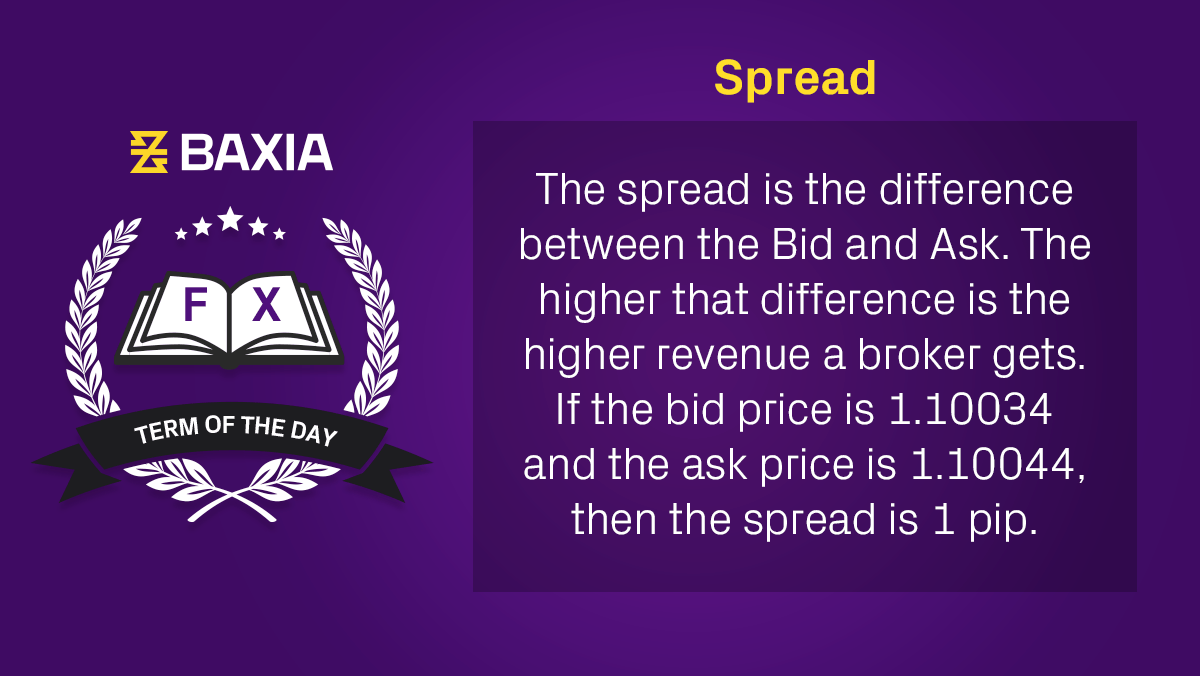 BAXIA
F X
TERM OF THE DAY
Spread
The spread is the difference
between the Bid and Ask. The
higher that difference is the
higher revenue a broker gets.
If the bid price is 1.10034
and the ask price is 1.10044,
then the spread is 1 pip.